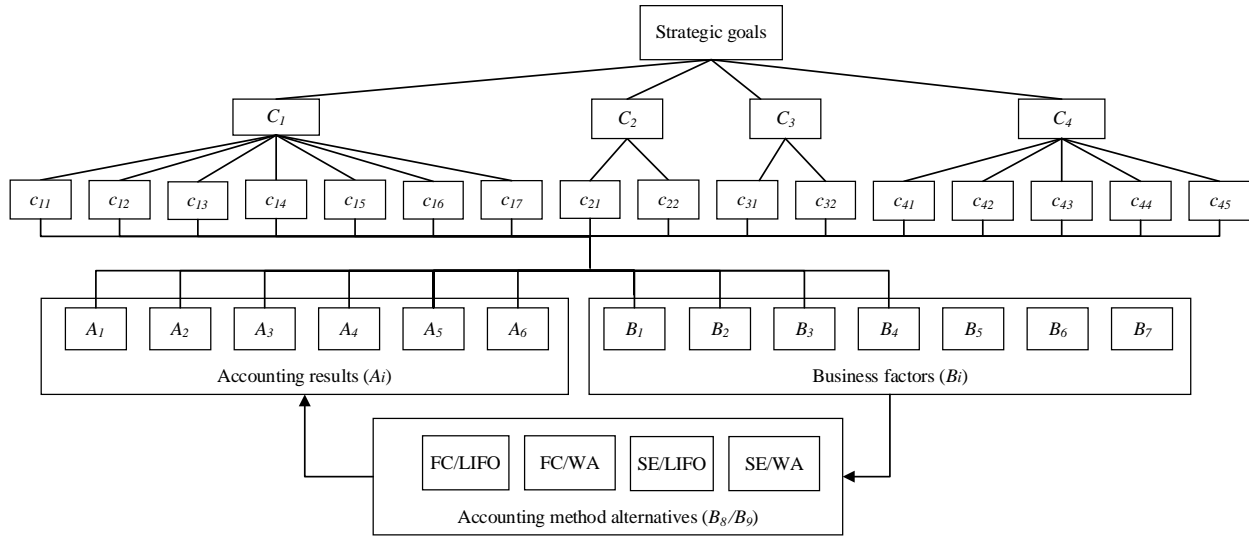 Strategic goals
C1 C2 C3 C4
c11 c12 c13 c14 c15 c16 c17 c21 c22 c31 c32 c41 c42 c43 c44 c45
A1 A2 A3 A4 A5 A6 B1 B2 B3 B4 B5 B6 B7
Accounting results (Ai) Business factors (Bi)
FC/LIFO FC/WA SE/LIFO SE/WA
Accounting method alternatives (B8/B9)